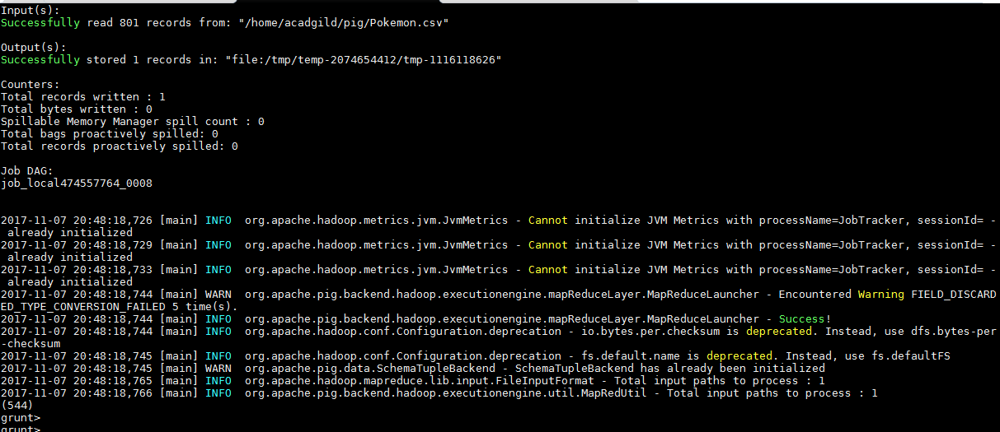 Input(s):
Successfully read 801 records from: "/home/acadgild/pig/Pokemon.csv"
Output(s):
Successfully stored 1 records in: "file:/tmp/temp-2074654412/tmp-1116118626"
Counters:
Total records written : 1
Total bytes written : 0
Spillable Memory Manager spill count : 0
Total bags proactively spilled: 0
Total records proactively spilled: 0
Job DAG:
job_local474557764_0008
2017-11-07 20:48:18,726 [main] INFO  org.apache.hadoop.metrics.jvm.JvmMetrics - Cannot initialize JVM Metrics with processName=JobTracker, sessionId= -
already initialized
2017-11-07 20:48:18,729 [main] INFO  org.apache.hadoop.metrics.jvm.JvmMetrics - Cannot initialize JVM Metrics with processName=JobTracker, sessionId= -
already initialized
2017-11-07 20:48:18,733 [main] INFO  org.apache.hadoop.metrics.jvm.JvmMetrics - Cannot initialize JVM Metrics with processName=JobTracker, sessionId= -
already initialized
2017-11-07 20:48:18,744 [main] WARN  org.apache.pig.backend.hadoop.executionengine.mapReduceLayer.MapReduceLauncher - Encountered Warning FIELD_DISCARD
ED_TYPE_CONVERSION_FAILED 5 time(s).
2017-11-07 20:48:18,744 [main] INFO  org.apache.pig.backend.hadoop.executionengine.mapReduceLayer.MapReduceLauncher - Success!
2017-11-07 20:48:18,744 [main] INFO  org.apache.hadoop.conf.Configuration.deprecation - io.bytes.per.checksum is deprecated. Instead, use dfs.bytes-per
-checksum
2017-11-07 20:48:18,745 [main] INFO  org.apache.hadoop.conf.Configuration.deprecation - fs.default.name is deprecated. Instead, use fs.defaultFS
2017-11-07 20:48:18,745 [main] WARN  org.apache.pig.data.SchemaTupleBackend - SchemaTupleBackend has already been initialized
2017-11-07 20:48:18,765 [main] INFO  org.apache.hadoop.mapreduce.lib.input.FileInputFormat - Total input paths to process : 1
2017-11-07 20:48:18,766 [main] INFO  org.apache.pig.backend.hadoop.executionengine.util.MapRedUtil - Total input paths to process : 1
(544)
grunt>
grunt>